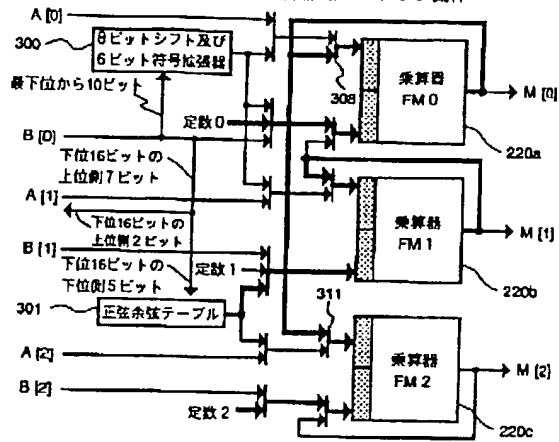 A [0]
300
8ビットシフト及び
6ビット符号拡張器
最下位から10ビット
308
乗算器
FM 0
M [0]
定数0
B [0]
220a
下位16ビットの
上位側7ビット
A [1]
下位16ビットの
上位側2ビット
乗算器
FM 1
M [1]
B [1]
下位16ビットの
下位側5ビット
定数1
220b
301
正弦余弦テーブル
311
A [2]
乗算器
FM 2
M [2]
B [2]
定数2
220c